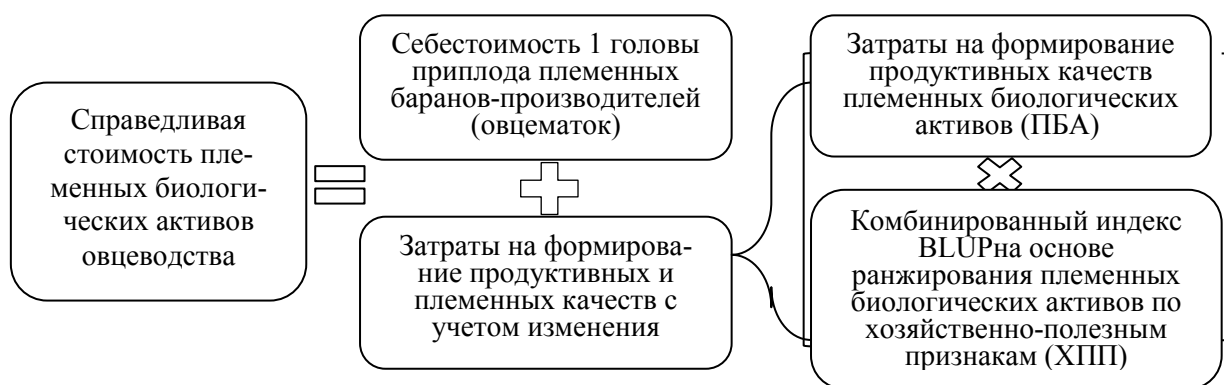 Справедливая
стоимость пле-
менных биологи-
ческих активов
овцеводства
Себестоимость 1 головы
приплода племенных
баранов-производителей
(овцематок)
Затраты на формирова-
ние продуктивных и
племенных качеств с
учетом изменения
Затраты на формирование
продуктивных качеств
племенных биологических
активов (ПБА)
Комбинированный индекс
BLUPна основе
ранжирования племенных
биологических активов по
хозяйственно-полезным
признакам (ХПП)